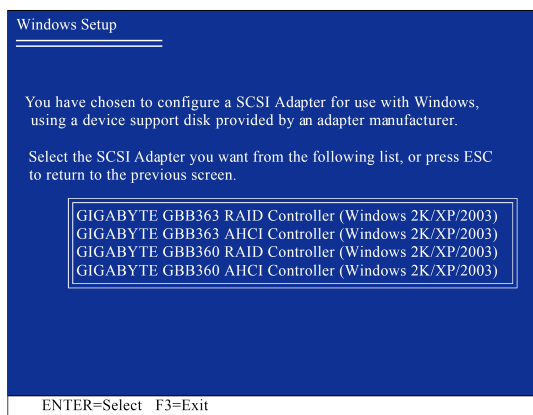 Windows Setup
You have chosen to configure a SCSI Adapter for use with Windows,
using a device support disk provided by an adapter manufacturer.
Select the SCSI Adapter you want from the following list, or press ESC
to return to the previous screen.
GIGABYTE GBB363 RAID Controller (Windows 2K/XP/2003)
GIGABYTE GBB363 AHCI Controller (Windows 2K/XP/2003)
GIGABYTE GBB360 RAID Controller (Windows 2K/XP/2003)
GIGABYTE GBB360 AHCI Controller (Windows 2K/XP/2003)
ENTER=Select F3=Exit